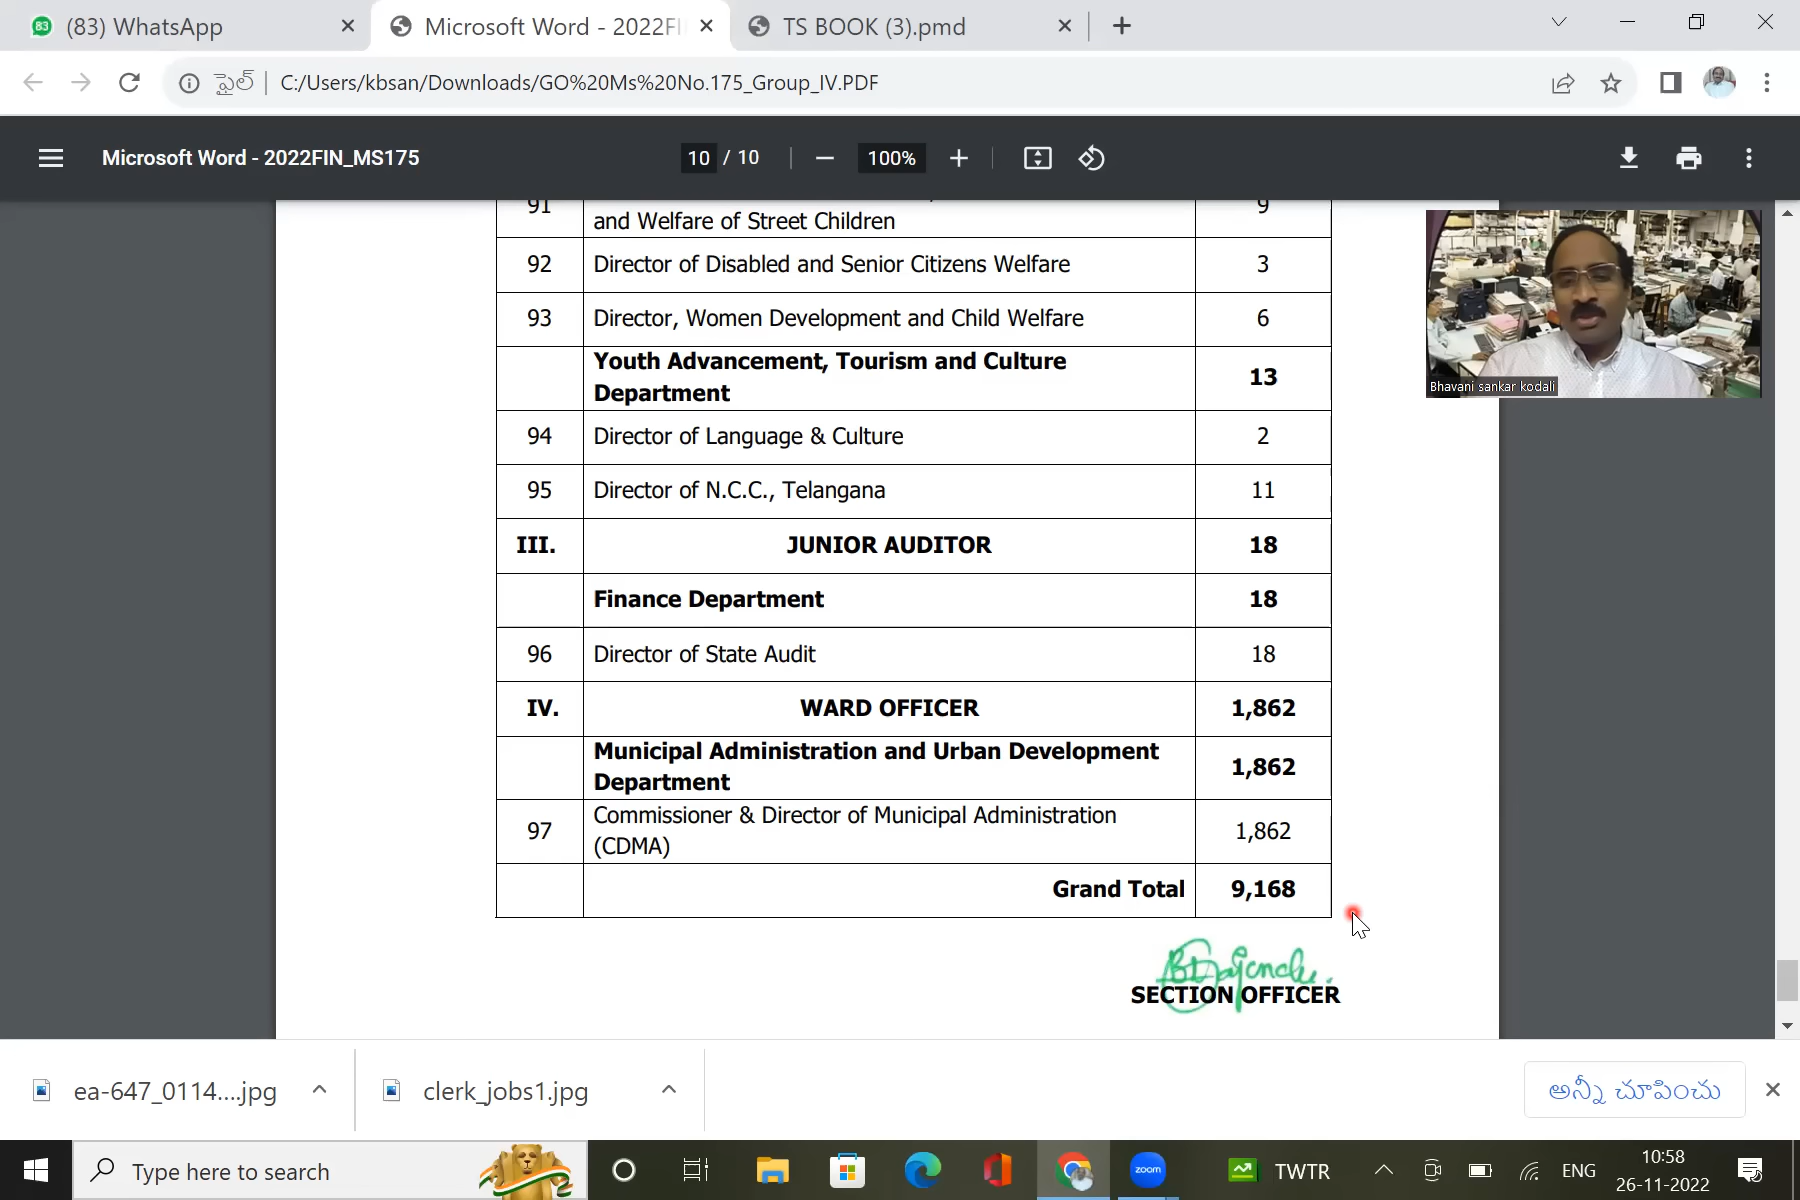 (83) WhatsApp
Microsoft Word - 2022FI
TS BOOK (3).pmd
ఫైల్
C:/Users/kbsan/Downloads/GO%20Ms%20No.175_Group_IV.PDF
Microsoft Word - 2022FIN_MS175
10 / 10
100%
91
and Welfare of Street Children
9
92 Director of Disabled and Senior Citizens Welfare 3
93 Director, Women Development and Child Welfare 6
Youth Advancement, Tourism and Culture
Department
13
94 Director of Language & Culture 2
95 Director of N.C.C., Telangana 11
III. JUNIOR AUDITOR 18
Finance Department 18
96 Director of State Audit 18
IV. WARD OFFICER 1,862
Municipal Administration and Urban Development
Department
1,862
97
Commissioner & Director of Municipal Administration
(CDMA)
1,862
Grand Total 9,168
SECTION OFFICER
Bhavani sankar kodali
ea-647_0114....jpg
clerk_jobs1.jpg
అన్నీ చూపించు
Type here to search
zoom
TWTR
ENG
10:58
26-11-2022